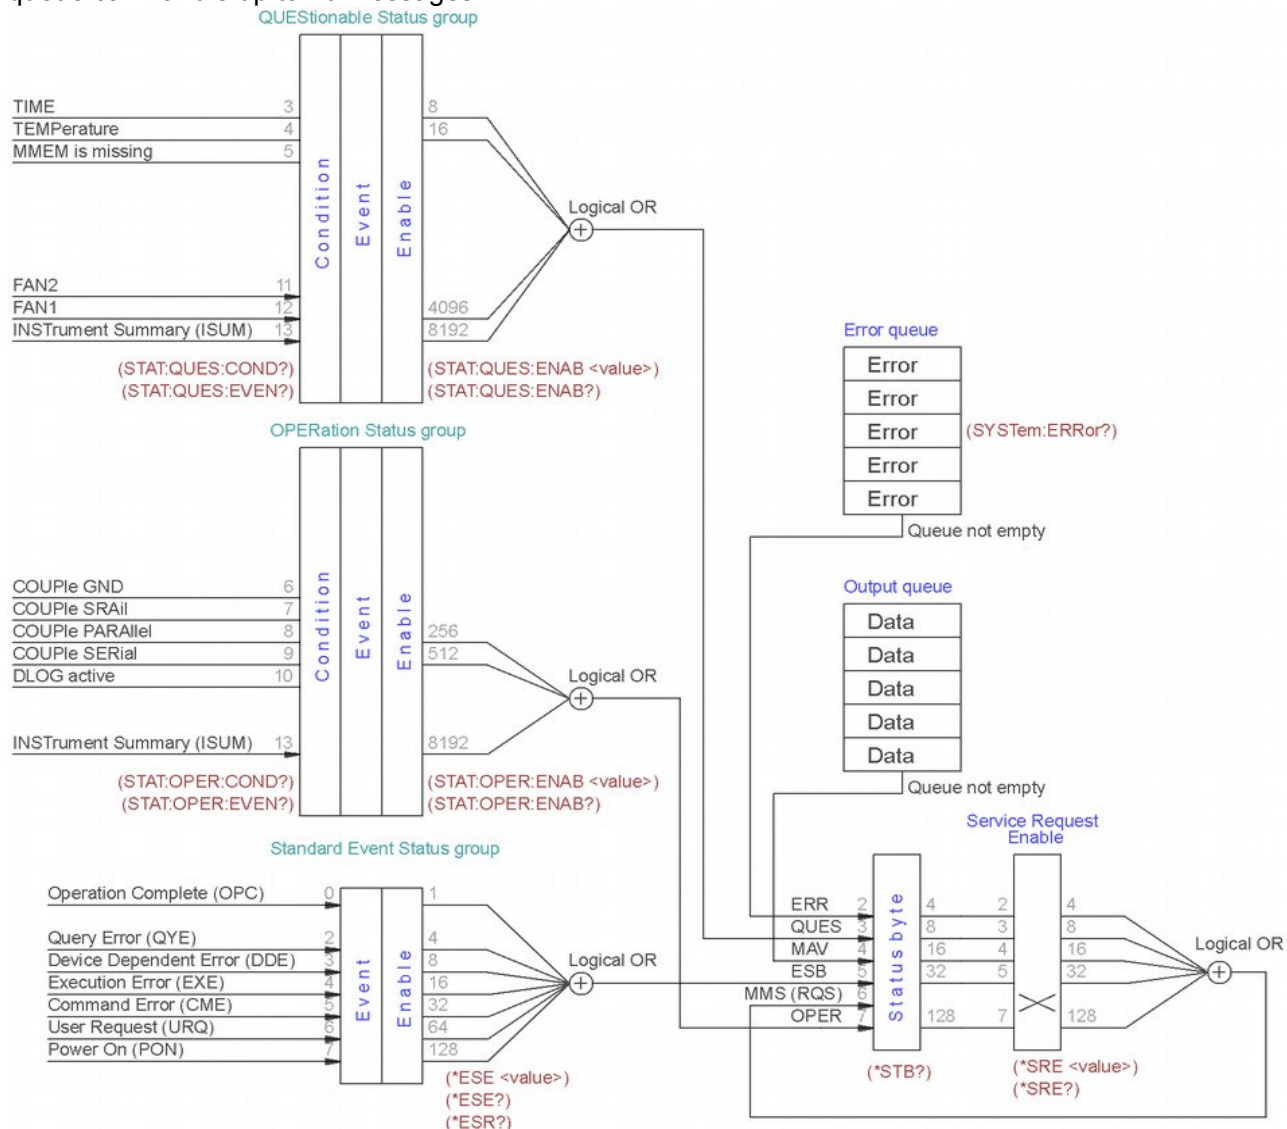 QUEStionable Status group
TIME 3 8
TEMPerature 4 16
MMEM is missing 5
Condition
Event
Enable
Logical OR
FAN2 11
FAN1 12 4096
INSTrument Summary (ISUM) 13 8192
(STAT:QUES:COND?) (STAT:QUES:ENAB <value>)
(STAT:QUES:EVEN?) (STAT:QUES:ENAB?)
OPERation Status group
COUPle GND 6
COUPle SRAil 7
COUPle PARAllel 8 256
COUPle SERial 9 512
DLOG active 10
Condition
Event
Enable
Logical OR
INSTrument Summary (ISUM) 13 8192
(STAT:OPER:COND?) (STAT:OPER:ENAB <value>)
(STAT:OPER:EVEN?) (STAT:OPER:ENAB?)
Standard Event Status group
Operation Complete (OPC) 0 1
Query Error (QYE) 2 4
Device Dependent Error (DDE) 3 8
Execution Error (EXE) 4 16
Command Error (CME) 5 32
User Request (URQ) 6 64
Power On (PON) 7 128
Event
Enable
Logical OR
(*ESE <value>)
(*ESE?)
(*ESR?)
Error queue
Error
Error
Error (SYSTem:ERRor?)
Error
Error
Queue not empty
Output queue
Data
Data
Data
Data
Data
Queue not empty
Service Request
Enable
ERR 2 4 2 4
QUES 3 8 3 8
MAV 4 16 4 16
ESB 5 32 5 32
MMS (RQS) 6
OPER 7 128 7 128
Status byte
Logical OR
(*STB?)
(*SRE <value>)
(*SRE?)